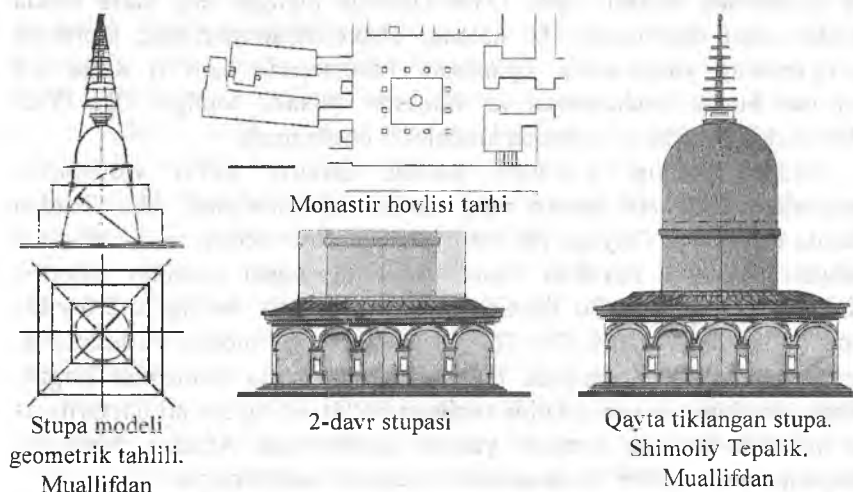 Monastir hovlisi tarhi
Stupa modeli
geometrik tahlili.
Muallifdan
2-davr stupasi
Qayta tiklangan stupa.
Shimoliy Tepalik.
Muallifdan